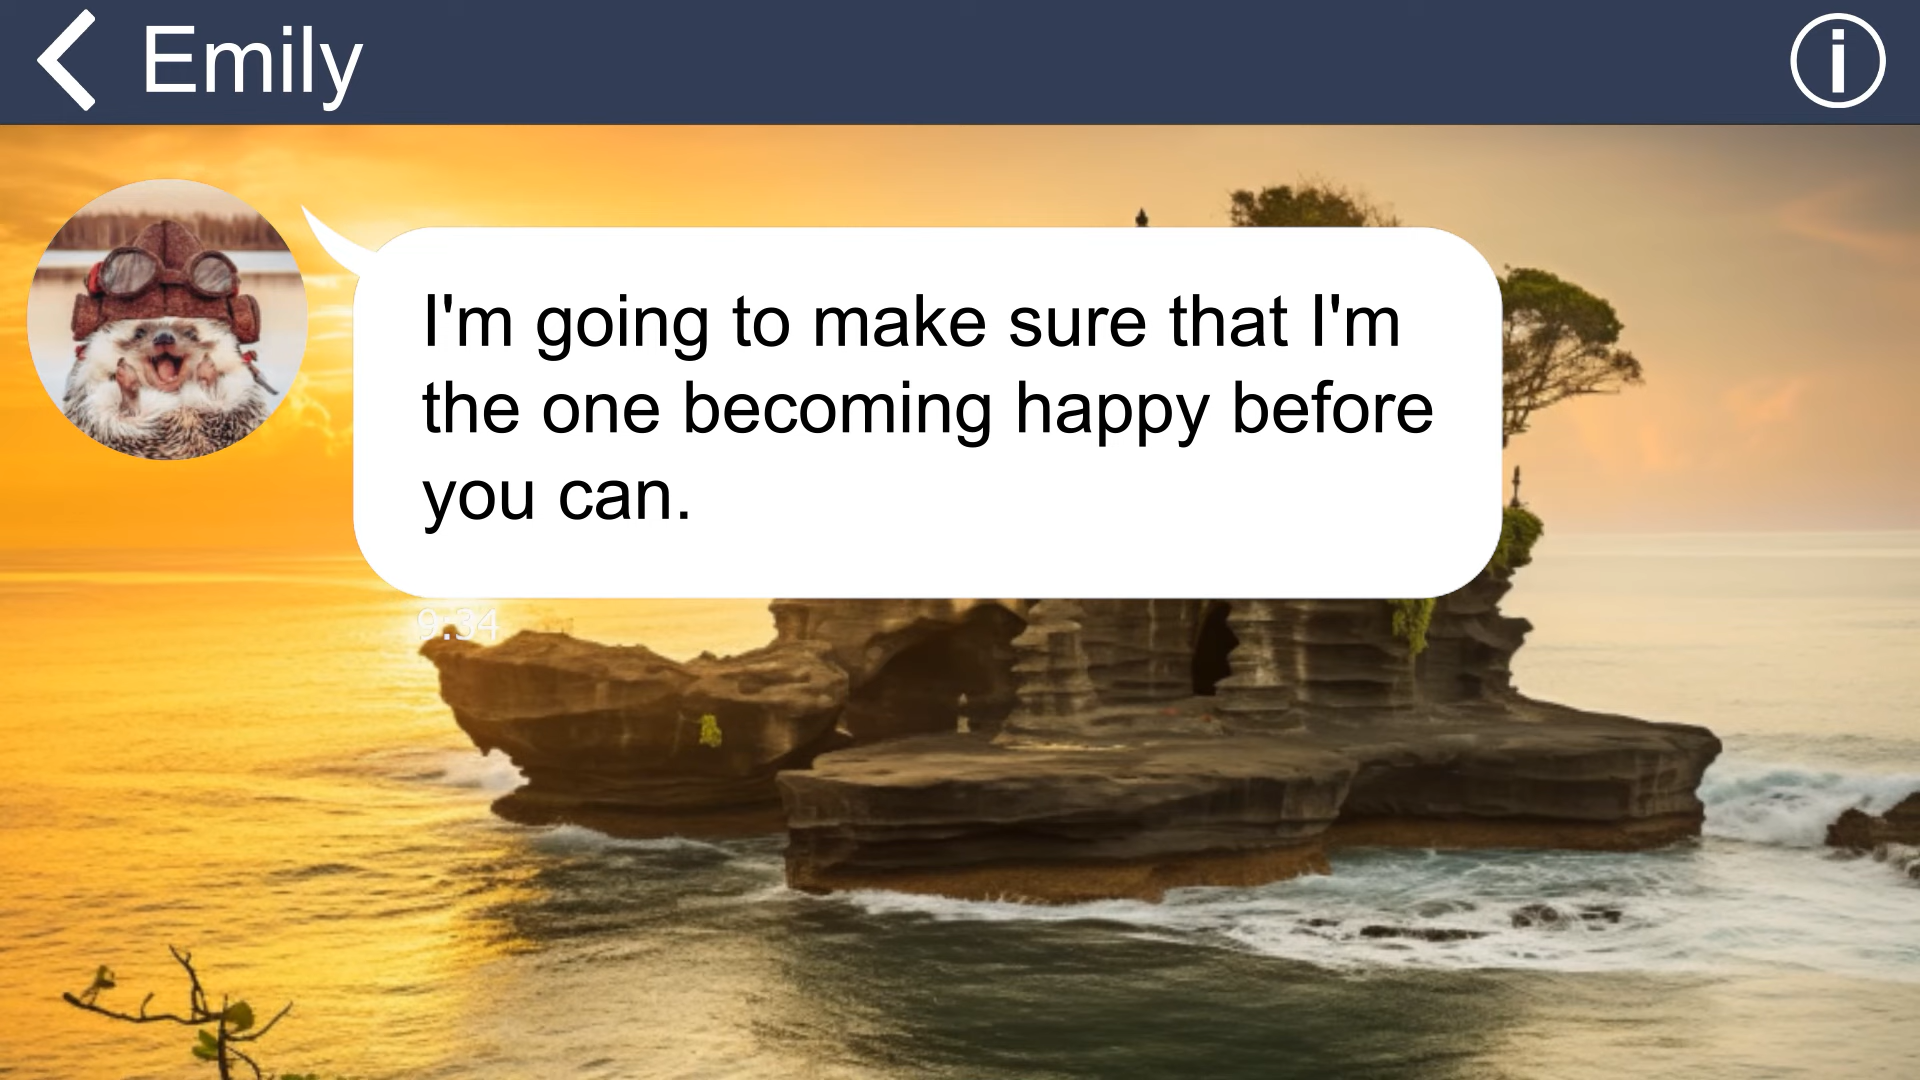 Emily
I'm going to make sure that I'm
the one becoming happy before
you can.
9:34